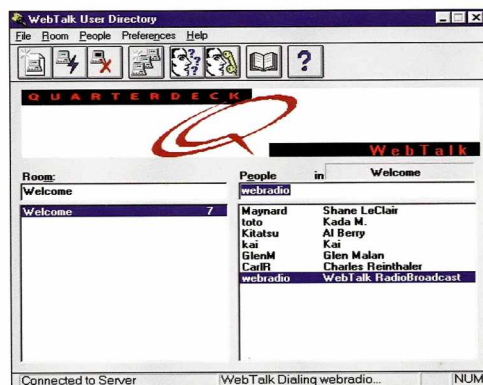 WebTalk User Directory
File Room People Preferences Help
QUARTERDECK
WebTalk
Room:
Welcome
Welcome 7
People in Welcome
webradio
Maynard Shane LeClair
toto Kada M.
Kitatsu Al Berry
kai Kai
GlenM Glen Malan
CarlR Charles Reinthaler
webradio WebTalk RadioBroadcast
Connected to Server WebTalk Dialing webradio... NUM